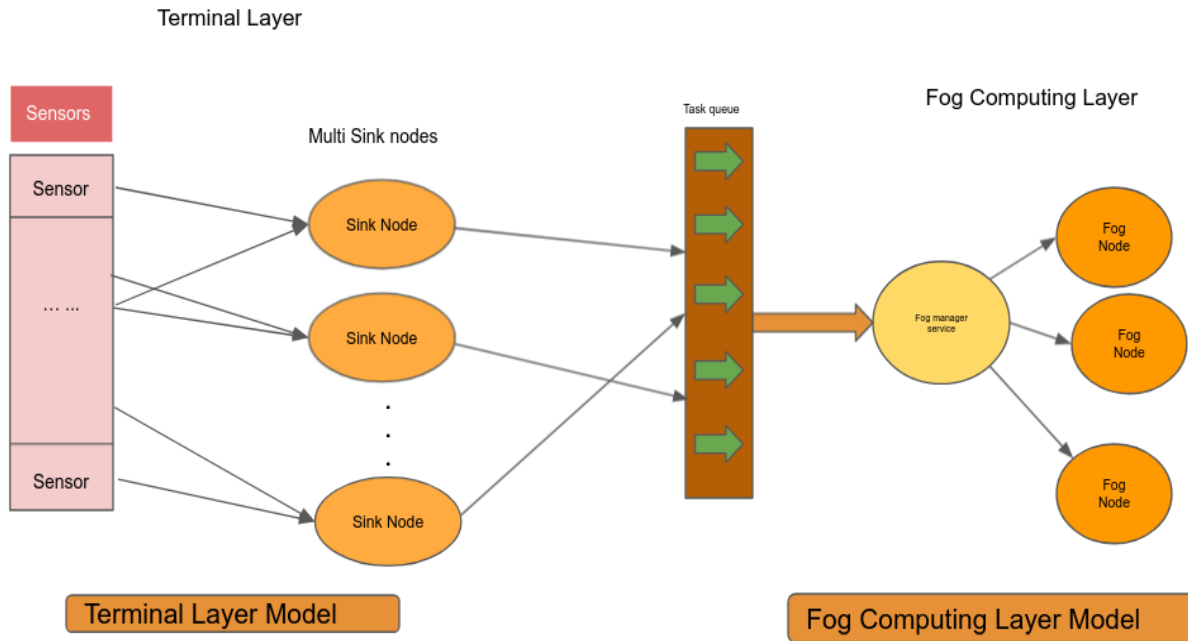 Terminal Layer
Sensors
Sensor
... ...
Sensor
Multi Sink nodes
Sink Node
Sink Node
.
.
.
Sink Node
Task queue
Fog Computing Layer
Fog manager
service
Fog
Node
Fog
Node
Fog
Node
Terminal Layer Model
Fog Computing Layer Model